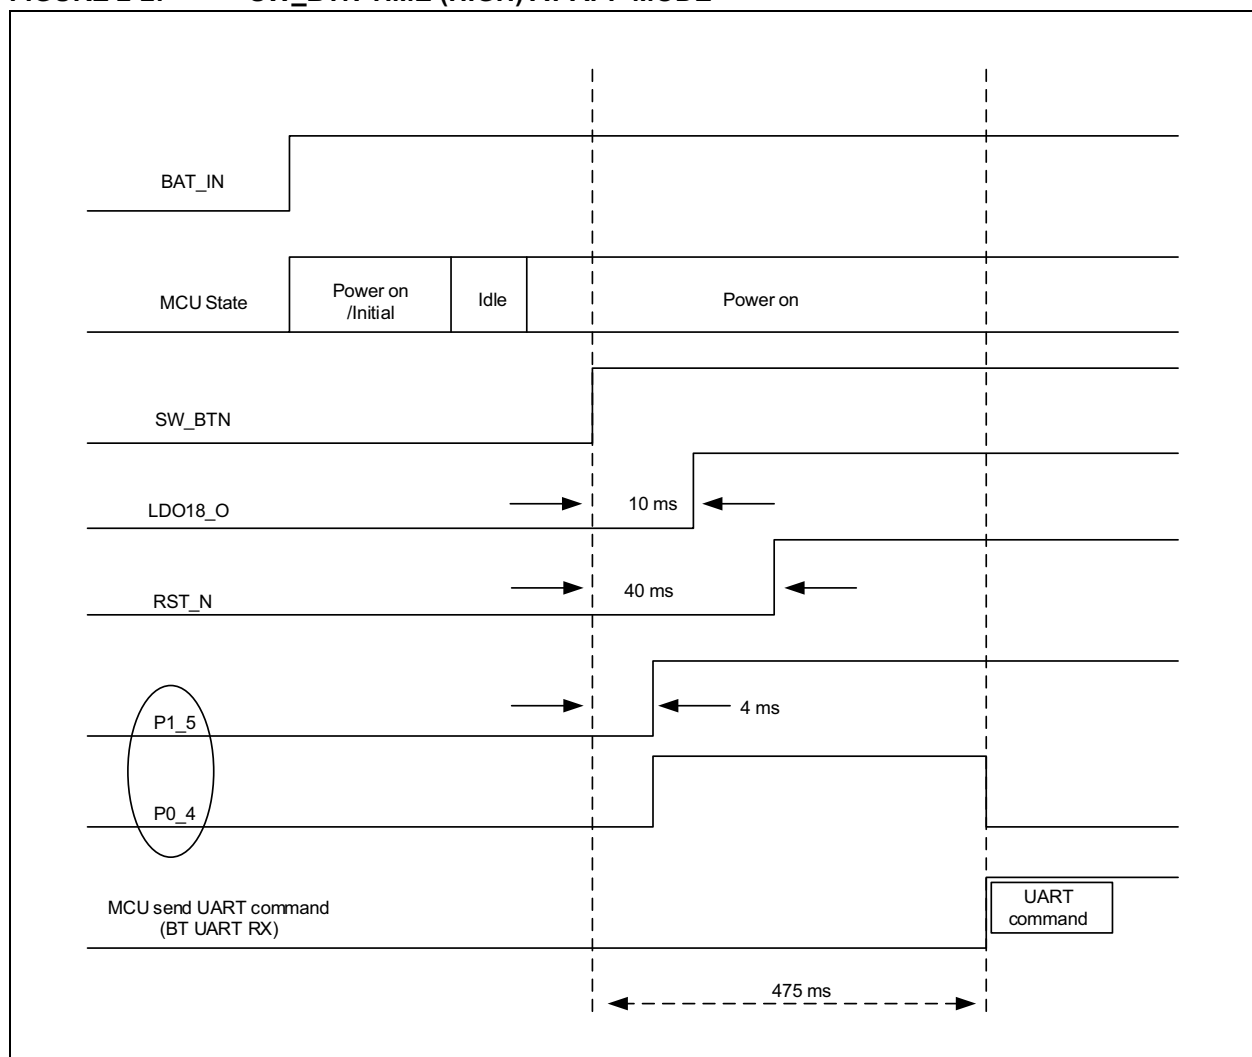 BAT_IN
MCU State
Power on
/Initial
Idle
Power on
SW_BTN
LDO18_O
10 ms
RST_N
40 ms
P1_5
4 ms
P0_4
MCU send UART command
(BT UART RX)
UART
command
475 ms